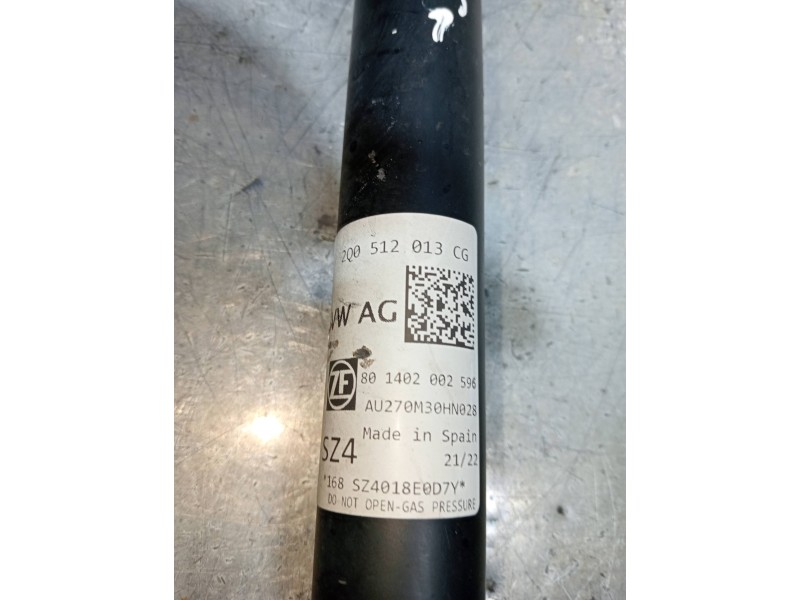 2Q0 512 013 CG
VW AG
ZF
80 1402 002 596
AU270M30HN028
Made in Spain
SZ4
21/22
*168 SZ4018E0D7Y*
DO NOT OPEN-GAS PRESSURE